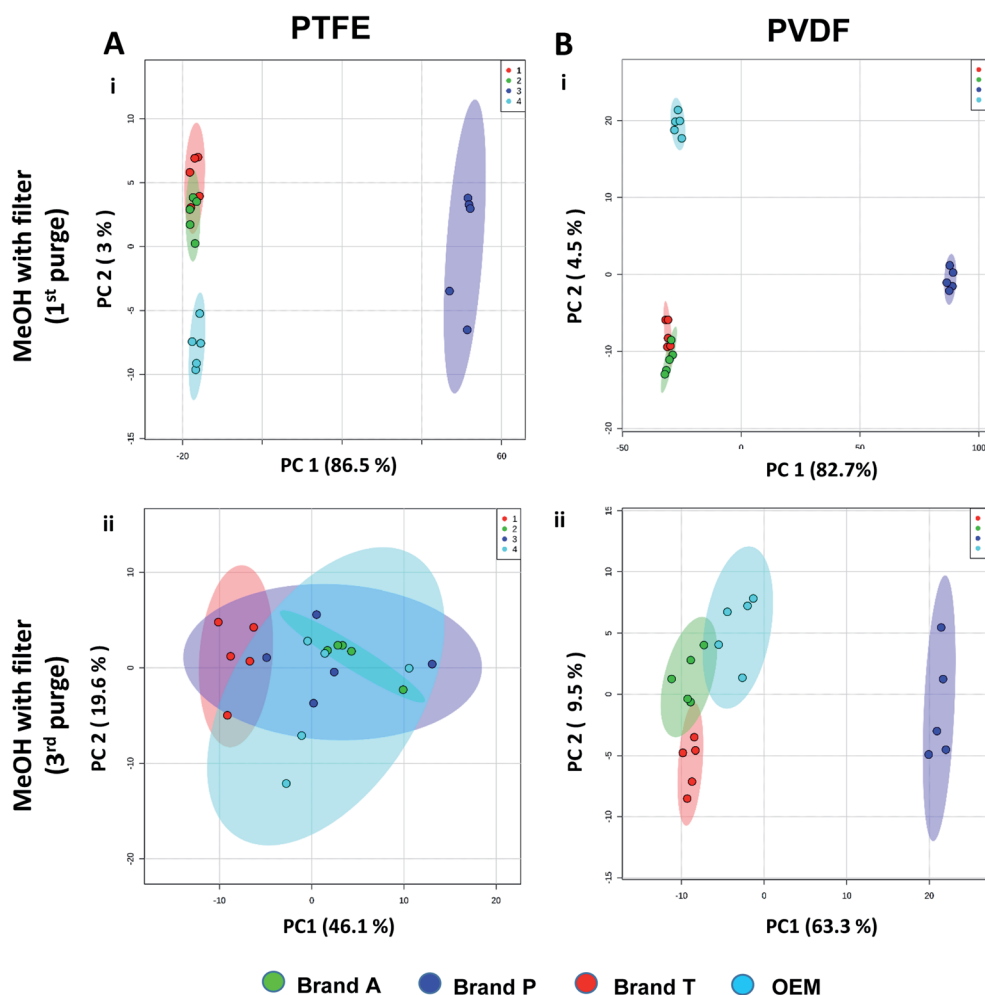 A
PTFE
B
PVDF
MeOH with filter
(1st purge)
i
1
2
3
4
10
5
0
-5
-10
-15
PC 2 ( 3 %)
-20
60
PC 1 (86.5 %)
i
20
10
0
-10
-20
PC 2 ( 4.5 %)
-50
0
50
100
PC 1 (82.7%)
MeOH with filter
(3rd purge)
ii
1
2
3
4
10
0
-10
-20
PC 2 ( 19.6 %)
-10
0
10
20
PC1 (46.1 %)
ii
15
10
5
0
-5
-10
-15
PC 2 ( 9.5 %)
-10
0
10
20
PC1 (63.3 %)
Brand A
Brand P
Brand T
OEM